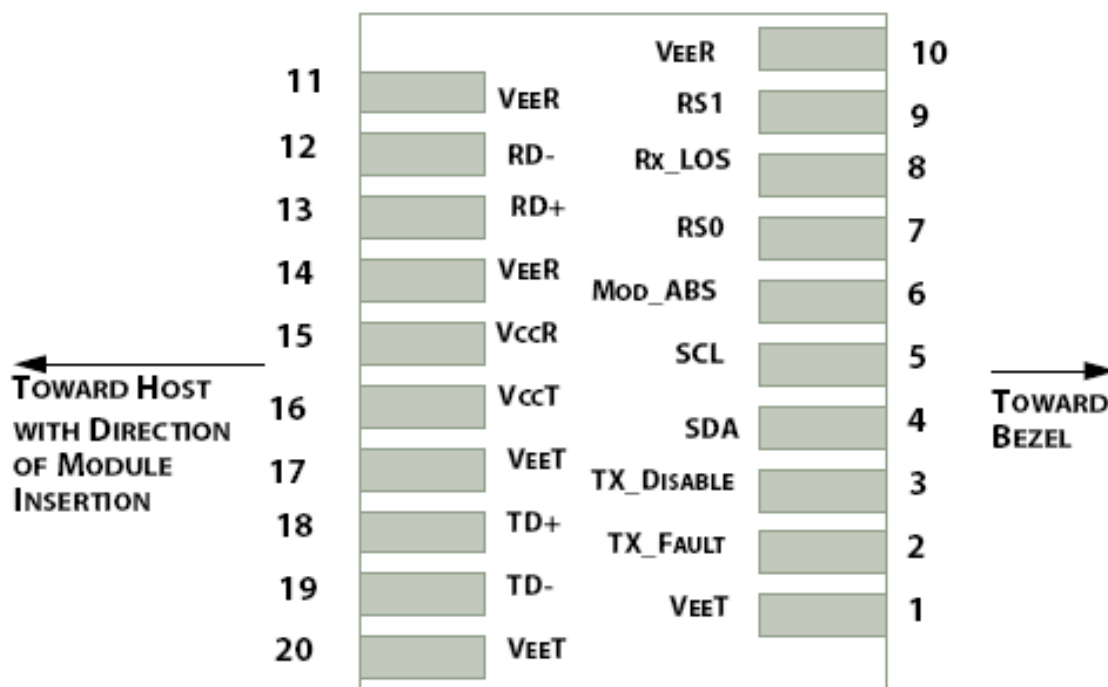 VEER 10
11 VEER
RS1 9
12 RD-
Rx_LOS 8
13 RD+
RS0 7
14 VEER
MOD_ABS 6
15 VCCR
SCL 5
16 VCCT
SDA 4
17 VEET
TX_DISABLE 3
18 TD+
TX_FAULT 2
19 TD-
VEET 1
20 VEET
TOWARD HOST
WITH DIRECTION
OF MODULE
INSERTION
TOWARD
BEZEL